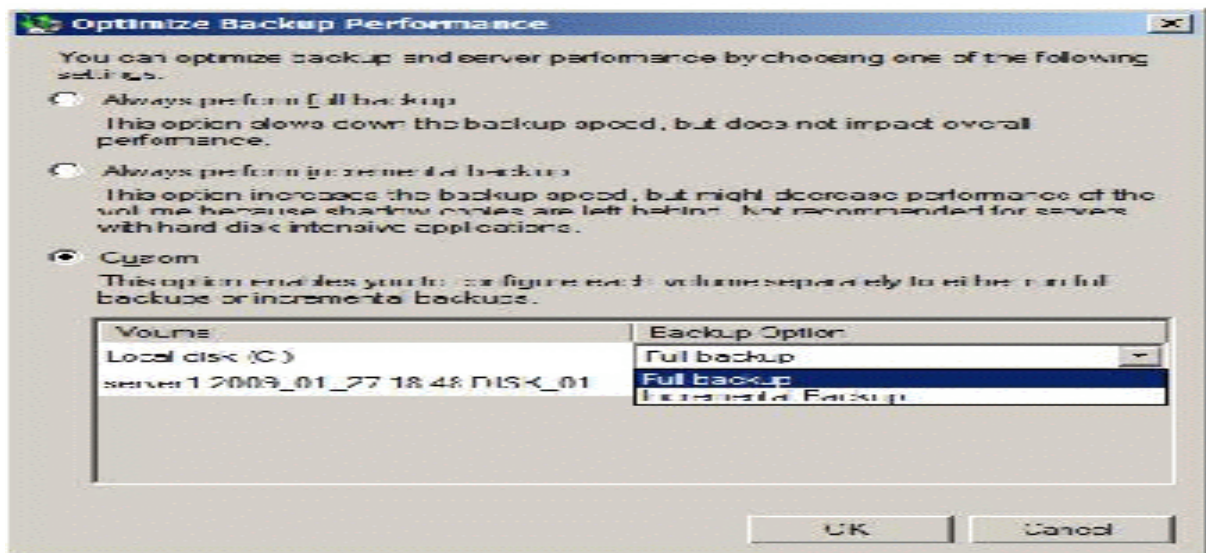 Optimize Backup Performance
You can optimize backup and server performance by choosing one of the following
settings.
Always perform full backup
This option slows down the backup speed, but does not impact overall
performance.
Always perform incremental backup
This option increases the backup speed, but might decrease performance of the
volume because shadow copies are left behind. Not recommended for servers
with hard disk intensive applications.
Custom
This option enables you to configure each volume separately to either run full
backups or incremental backups.
Volume Backup Option
Local disk (C:) Full backup
server1 2009_01_27 18:48 DISK_01 Full backup
Incremental Backup
OK Cancel